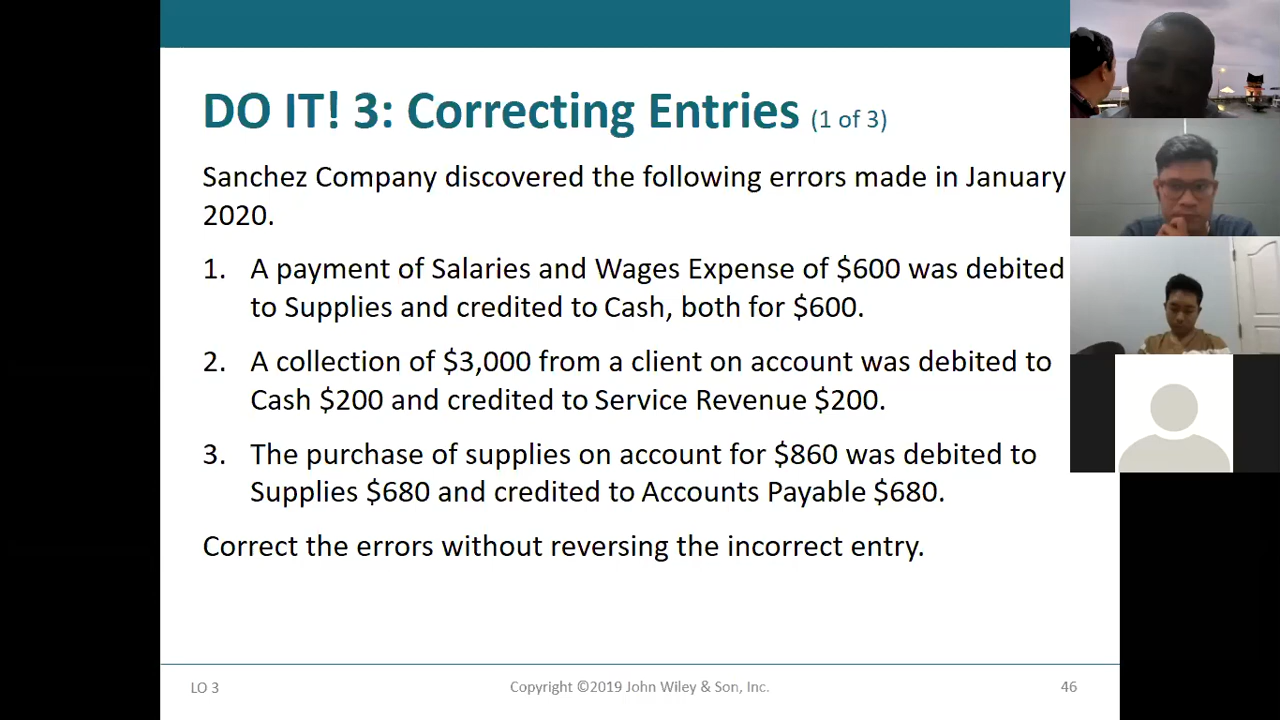 DO IT! 3: Correcting Entries (1 of 3)
Sanchez Company discovered the following errors made in January
2020.
1. A payment of Salaries and Wages Expense of $600 was debited
to Supplies and credited to Cash, both for $600.
2. A collection of $3,000 from a client on account was debited to
Cash $200 and credited to Service Revenue $200.
3. The purchase of supplies on account for $860 was debited to
Supplies $680 and credited to Accounts Payable $680.
Correct the errors without reversing the incorrect entry.
LO 3 Copyright ©2019 John Wiley & Son, Inc. 46